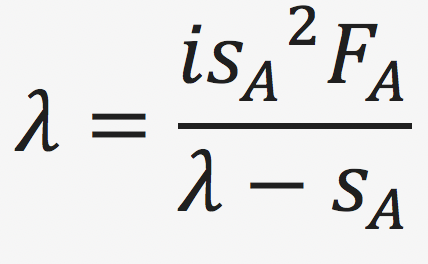 λ = is_A²F_A / (λ − s_A)